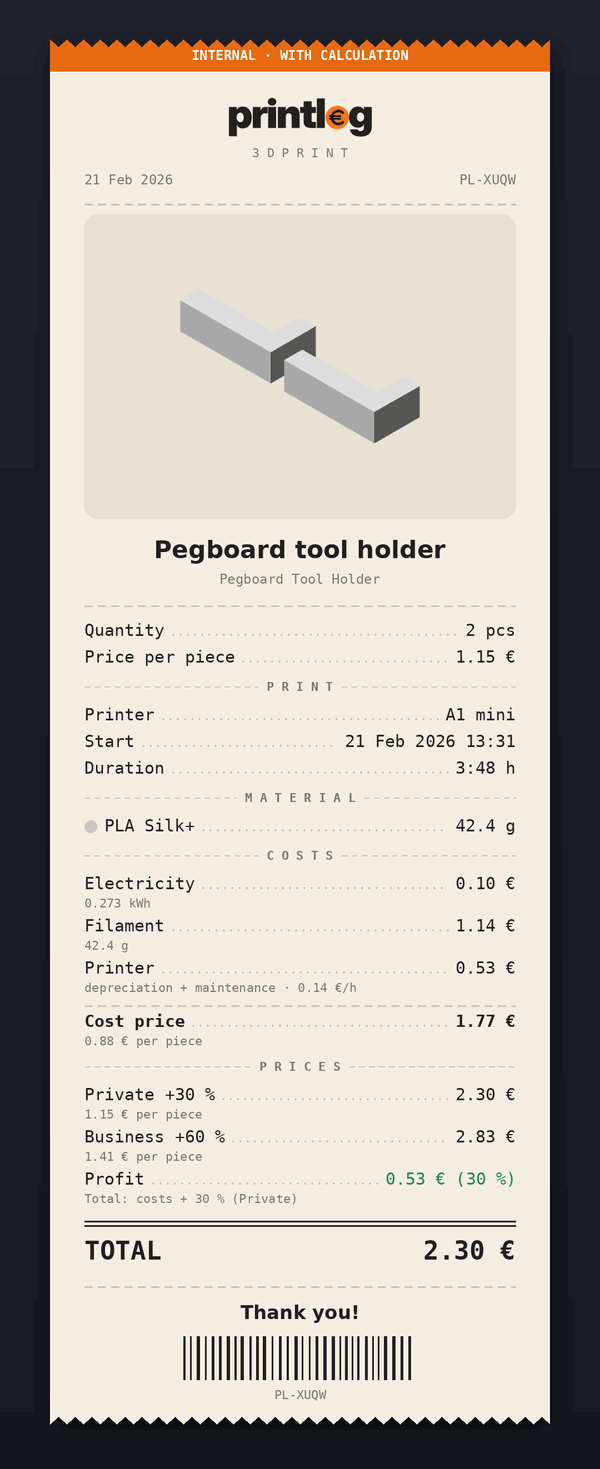 INTERNAL · WITH CALCULATION
printl€g
3DPRINT
21 Feb 2026 PL-XUQW
Pegboard tool holder
Pegboard Tool Holder
Quantity 2 pcs
Price per piece 1.15 €
PRINT
Printer A1 mini
Start 21 Feb 2026 13:31
Duration 3:48 h
MATERIAL
PLA Silk+ 42.4 g
COSTS
Electricity 0.10 €
0.273 kWh
Filament 1.14 €
42.4 g
Printer 0.53 €
depreciation + maintenance · 0.14 €/h
Cost price 1.77 €
0.88 € per piece
PRICES
Private +30 % 2.30 €
1.15 € per piece
Business +60 % 2.83 €
1.41 € per piece
Profit 0.53 € (30 %)
Total: costs + 30 % (Private)
TOTAL 2.30 €
Thank you!
PL-XUQW